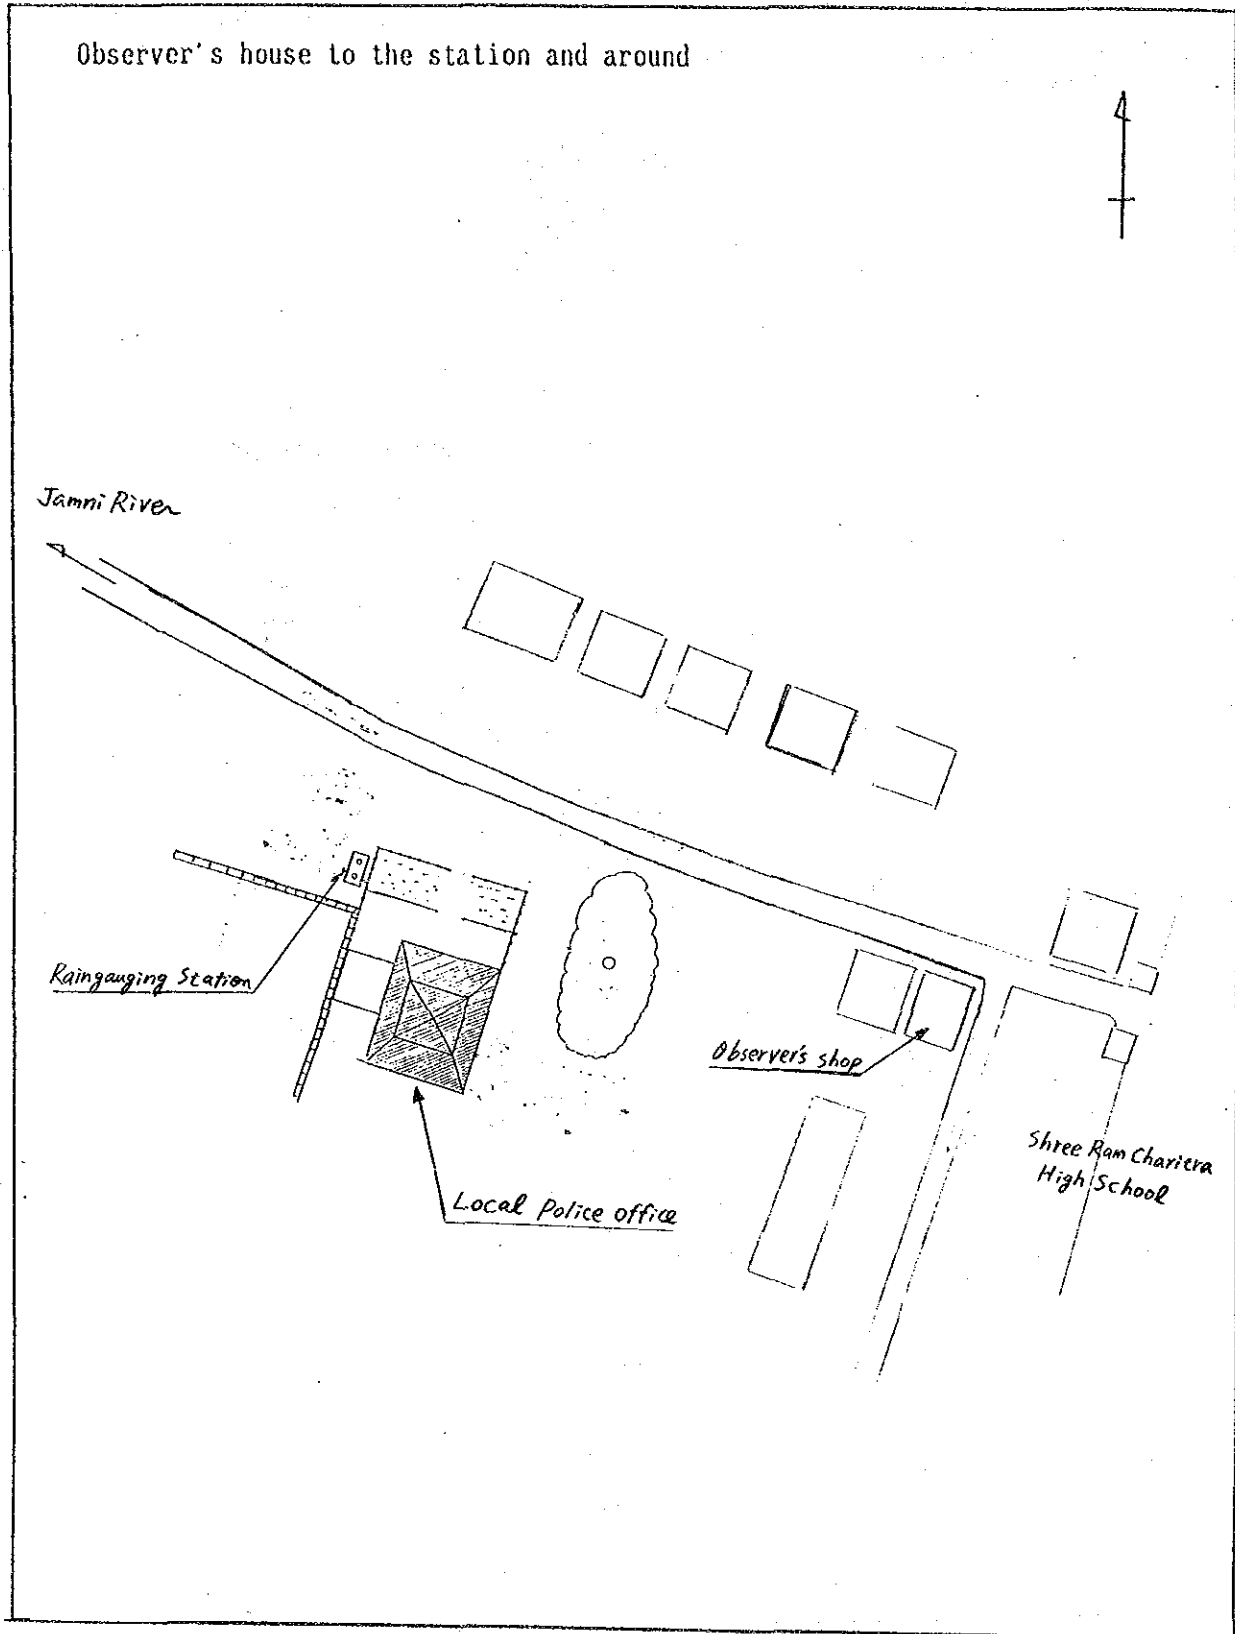 Observer's house to the station and around
Jamni River
Raingauging Station
Observer's shop
Shree Ram Charitra
High School
Local Police office